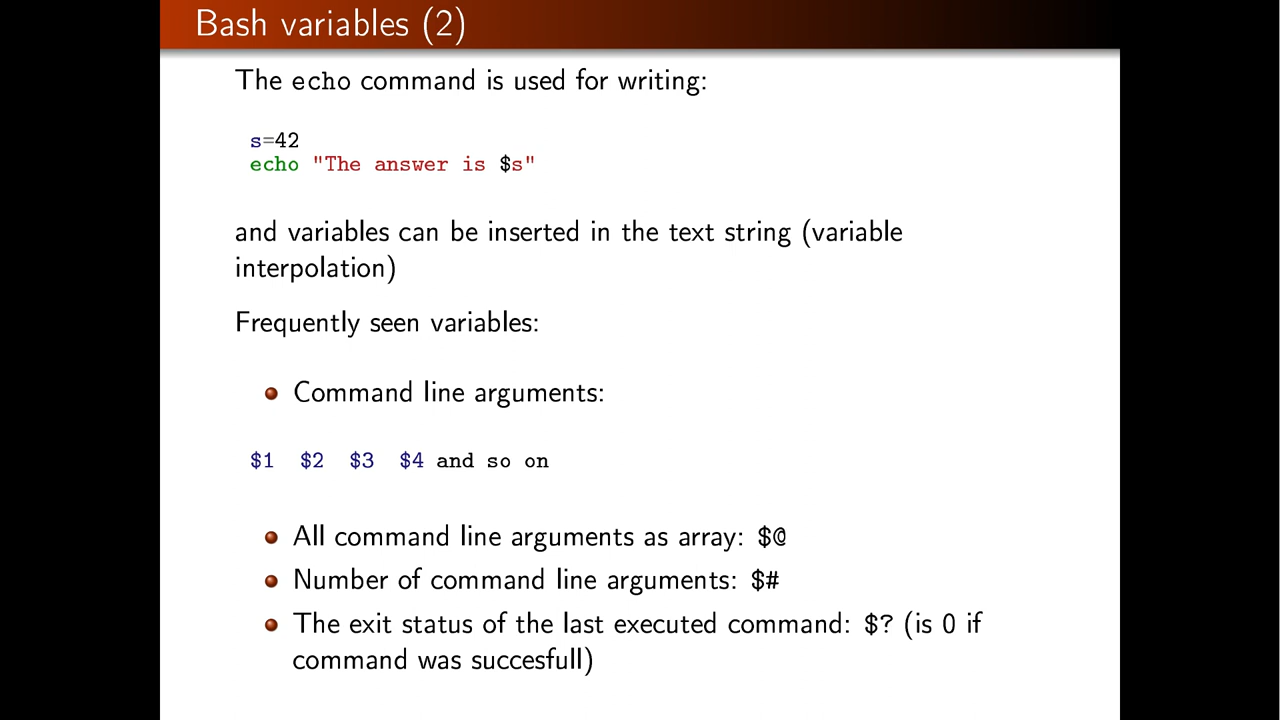 Bash variables (2)
The echo command is used for writing:
s=42
echo "The answer is $s"
and variables can be inserted in the text string (variable
interpolation)
Frequently seen variables:
Command line arguments:
$1 $2 $3 $4 and so on
All command line arguments as array: $@
Number of command line arguments: $#
The exit status of the last executed command: $? (is 0 if
command was succesfull)